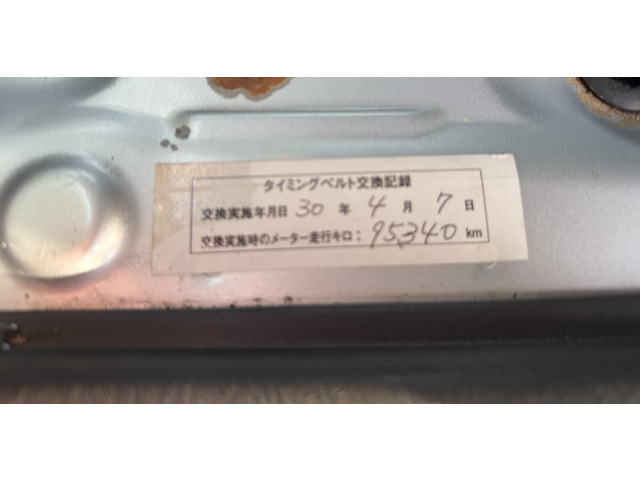 タイミングベルト交換記録
交換実施年月日 30 年 4 月 7 日
交換実施時のメーター走行キロ: 95340 km